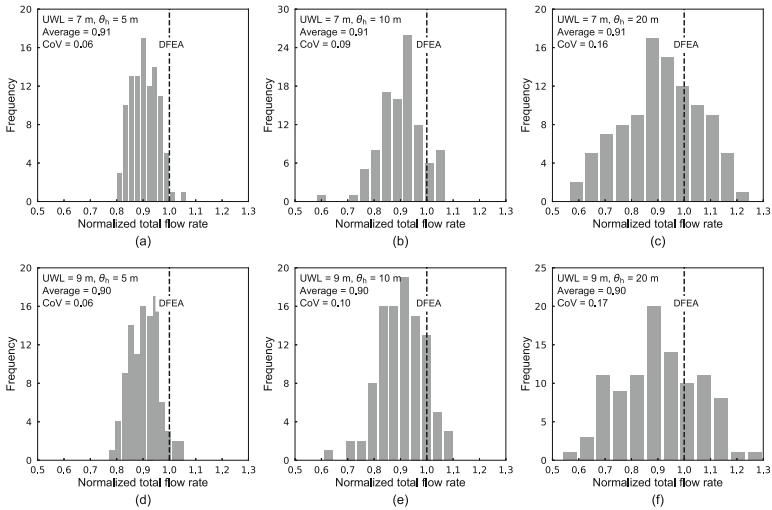 UWL = 7 m, θh = 5 m
Average = 0.91
CoV = 0.06
DFEA
20
16
12
8
4
0
Frequency
0.5 0.6 0.7 0.8 0.9 1.0 1.1 1.2 1.3
Normalized total flow rate
(a)
UWL = 7 m, θh = 10 m
Average = 0.91
CoV = 0.09
DFEA
30
24
18
12
6
0
Frequency
0.5 0.6 0.7 0.8 0.9 1.0 1.1 1.2 1.3
Normalized total flow rate
(b)
UWL = 7 m, θh = 20 m
Average = 0.91
CoV = 0.16
DFEA
20
16
12
8
4
0
Frequency
0.5 0.6 0.7 0.8 0.9 1.0 1.1 1.2 1.3
Normalized total flow rate
(c)
UWL = 9 m, θh = 5 m
Average = 0.90
CoV = 0.06
DFEA
20
16
12
8
4
0
Frequency
0.5 0.6 0.7 0.8 0.9 1.0 1.1 1.2 1.3
Normalized total flow rate
(d)
UWL = 9 m, θh = 10 m
Average = 0.90
CoV = 0.10
DFEA
20
16
12
8
4
0
Frequency
0.5 0.6 0.7 0.8 0.9 1.0 1.1 1.2 1.3
Normalized total flow rate
(e)
UWL = 9 m, θh = 20 m
Average = 0.90
CoV = 0.17
DFEA
25
20
15
10
5
0
Frequency
0.5 0.6 0.7 0.8 0.9 1.0 1.1 1.2 1.3
Normalized total flow rate
(f)